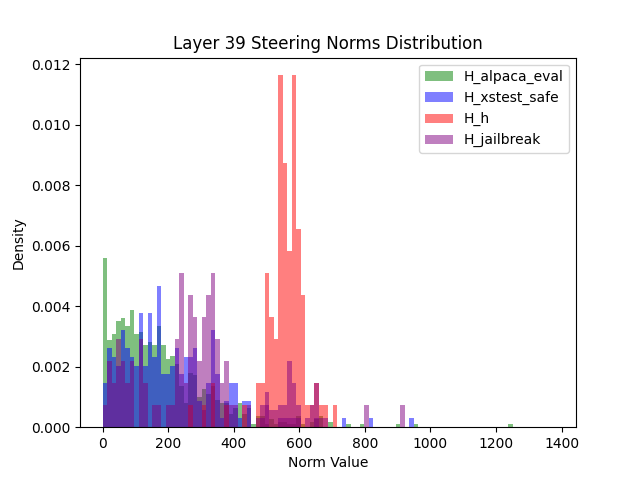 Layer 39 Steering Norms Distribution
0.012
0.010
0.008
0.006
0.004
0.002
0.000
Density
H_alpaca_eval
H_xstest_safe
H_h
H_jailbreak
0 200 400 600 800 1000 1200 1400
Norm Value